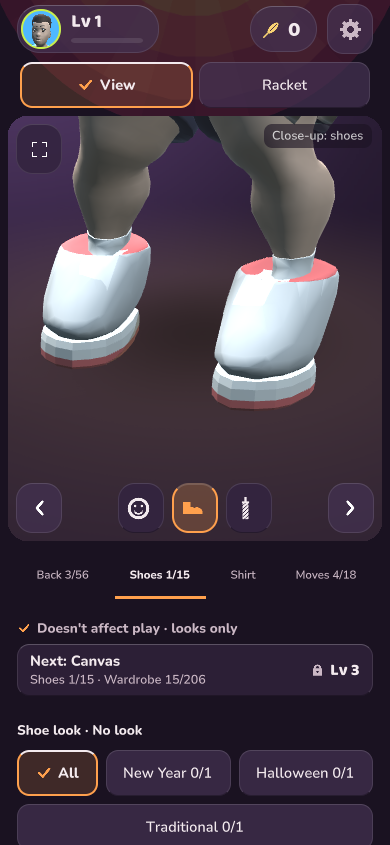 Lv 1
0
View
Racket
Close-up: shoes
Back 3/56
Shoes 1/15
Shirt
Moves 4/18
Doesn't affect play · looks only
Next: Canvas
Shoes 1/15 · Wardrobe 15/206
Lv 3
Shoe look · No look
All
New Year 0/1
Halloween 0/1
Traditional 0/1